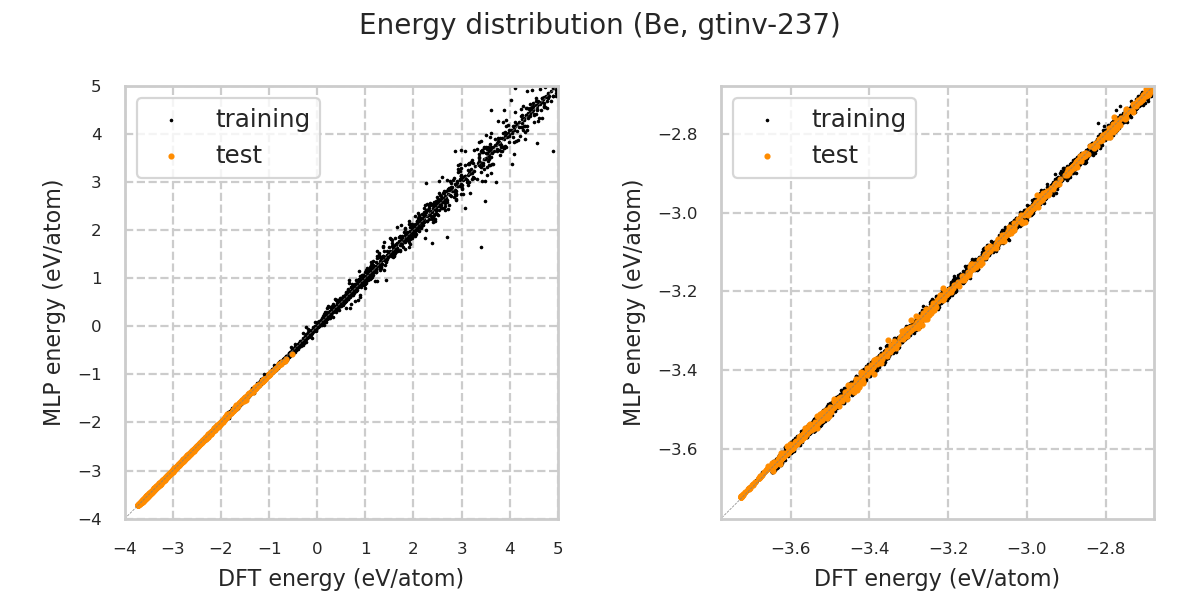 Energy distribution (Be, gtinv-237)
training
test
5
4
3
2
1
0
−1
−2
−3
−4
MLP energy (eV/atom)
−4 −3 −2 −1 0 1 2 3 4 5
DFT energy (eV/atom)
training
test
−2.8
−3.0
−3.2
−3.4
−3.6
MLP energy (eV/atom)
−3.6 −3.4 −3.2 −3.0 −2.8
DFT energy (eV/atom)